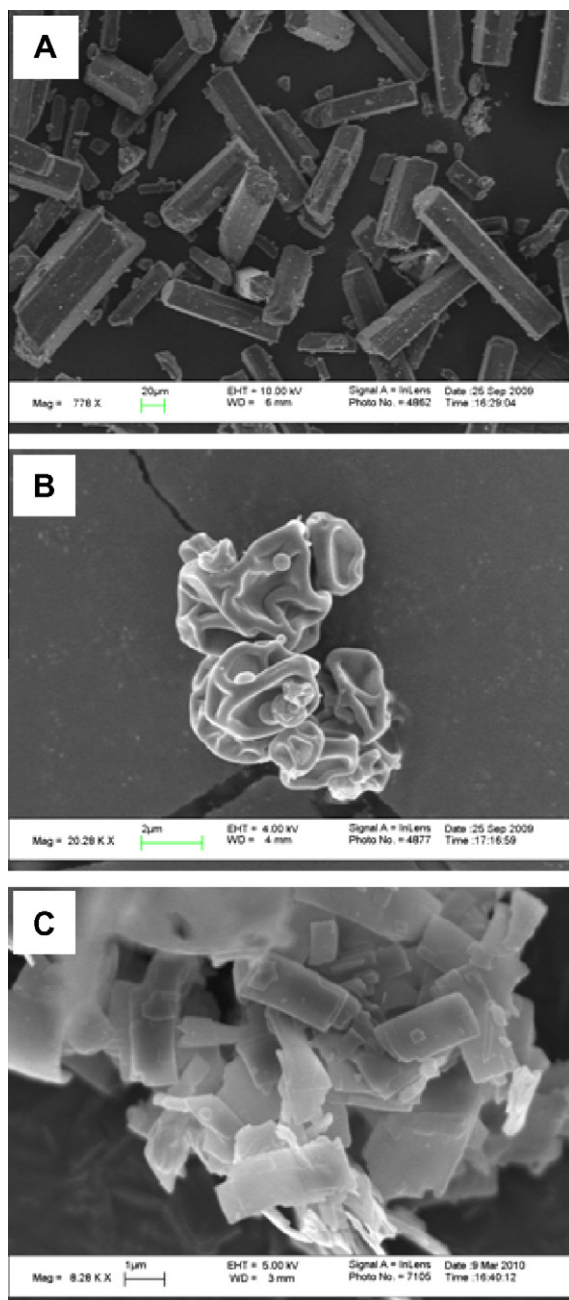 A
20µm EHT = 10.00 kV Signal A = InLens Date :25 Sep 2009
Mag = 778 X WD = 6 mm Photo No. = 4862 Time :16:29:04
B
2µm EHT = 4.00 kV Signal A = InLens Date :25 Sep 2009
Mag = 20.28 K X WD = 4 mm Photo No. = 4877 Time :17:16:59
C
1µm EHT = 5.00 kV Signal A = InLens Date :9 Mar 2010
Mag = 8.28 K X WD = 3 mm Photo No. = 7105 Time :16:40:12